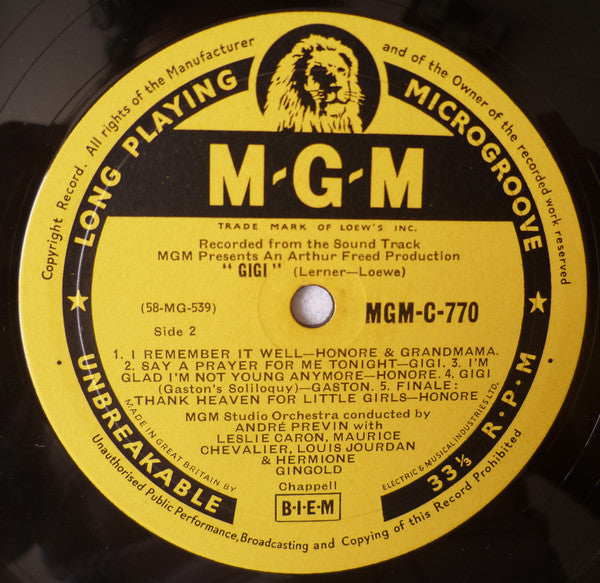 Copyright Record. All rights of the Manufacturer and of the Owner of the recorded work reserved
LONG PLAYING MICROGROOVE
M-G-M
TRADE MARK OF LOEW'S INC.
Recorded from the Sound Track
MGM Presents An Arthur Freed Production
"GIGI" (Lerner—Loewe)
(58-MG-539)
MGM-C-770
Side 2
1. I REMEMBER IT WELL—HONORE & GRANDMAMA.
2. SAY A PRAYER FOR ME TONIGHT—GIGI. 3. I'M
GLAD I'M NOT YOUNG ANYMORE—HONORE. 4. GIGI
(Gaston's Soliloquy)—GASTON. 5. FINALE:
THANK HEAVEN FOR LITTLE GIRLS—HONORE
MGM Studio Orchestra conducted by
ANDRÉ PREVIN with
LESLIE CARON, MAURICE
CHEVALIER, LOUIS JOURDAN
& HERMIONE
GINGOLD
Chappell
B·I·E·M
MADE IN GREAT BRITAIN BY ELECTRIC & MUSICAL INDUSTRIES LTD.
UNBREAKABLE
33⅓ R·P·M
Unauthorised Public Performance, Broadcasting and Copying of this Record Prohibited